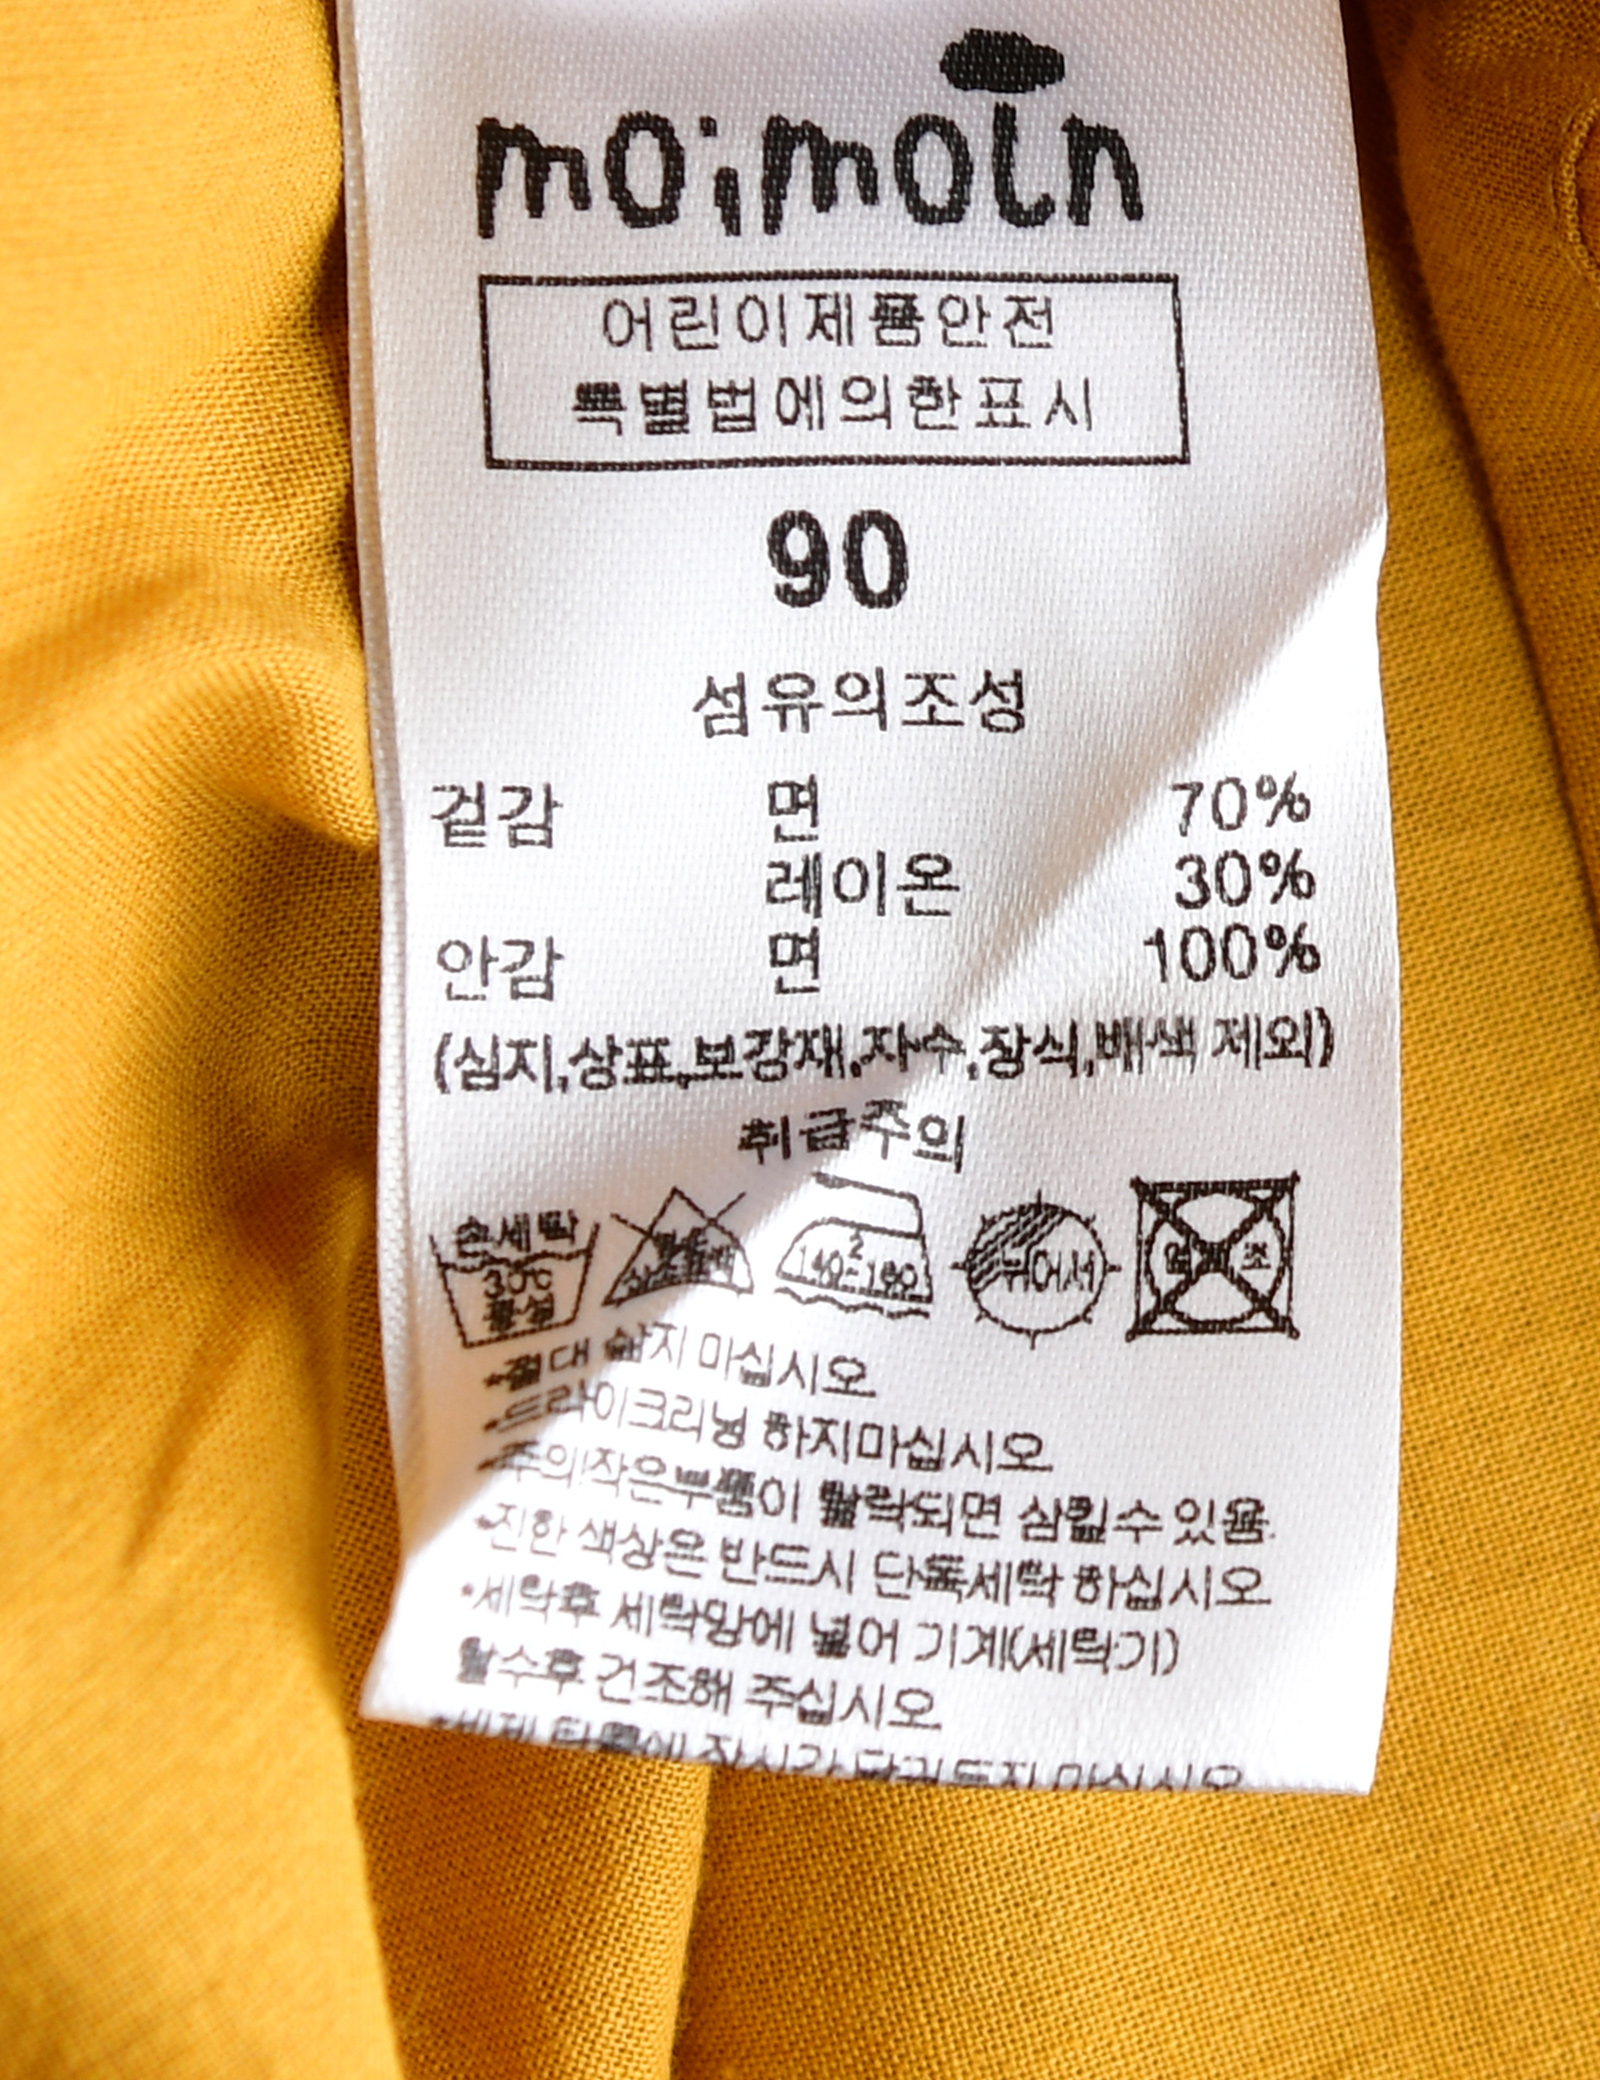 moimoln
어린이제품안전
특별법에의한표시
90
섬유의조성
겉감 면 70%
레이온 30%
안감 면 100%
(심지,상표,보강재,자수,장식,배색 제외)
취급주의
손세탁
30℃
중성
2
140-160
뉘어서
•절대 삶지 마십시오
•드라이크리닝 하지마십시오
•주의!작은부품이 탈락되면 삼킬수 있음.
•진한 색상은 반드시 단독세탁 하십시오
•세탁후 세탁망에 넣어 기계(세탁기)
탈수후 건조해 주십시오